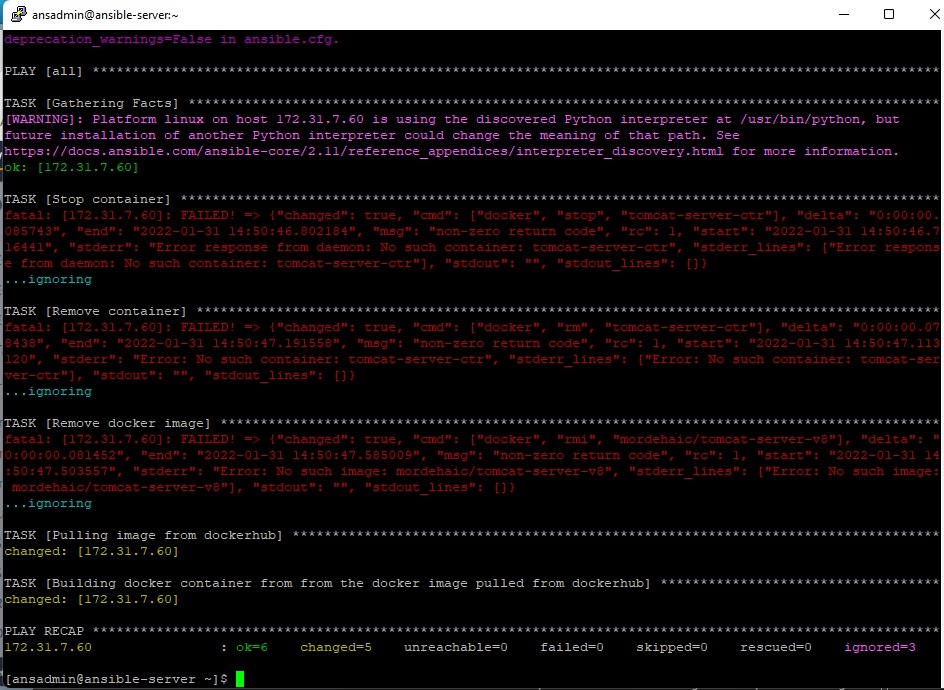 ansadmin@ansible-server:~
deprecation_warnings=False in ansible.cfg.
PLAY [all] **********************************************************************************************************
TASK [Gathering Facts] **********************************************************************************************
[WARNING]: Platform linux on host 172.31.7.60 is using the discovered Python interpreter at /usr/bin/python, but
future installation of another Python interpreter could change the meaning of that path. See
https://docs.ansible.com/ansible-core/2.11/reference_appendices/interpreter_discovery.html for more information.
ok: [172.31.7.60]
TASK [Stop container] ***********************************************************************************************
fatal: [172.31.7.60]: FAILED! => {"changed": true, "cmd": ["docker", "stop", "tomcat-server-ctr"], "delta": "0:00:00.
085743", "end": "2022-01-31 14:50:46.802184", "msg": "non-zero return code", "rc": 1, "start": "2022-01-31 14:50:46.7
16441", "stderr": "Error response from daemon: No such container: tomcat-server-ctr", "stderr_lines": ["Error respons
e from daemon: No such container: tomcat-server-ctr"], "stdout": "", "stdout_lines": []}
...ignoring
TASK [Remove container] *********************************************************************************************
fatal: [172.31.7.60]: FAILED! => {"changed": true, "cmd": ["docker", "rm", "tomcat-server-ctr"], "delta": "0:00:00.07
8438", "end": "2022-01-31 14:50:47.191558", "msg": "non-zero return code", "rc": 1, "start": "2022-01-31 14:50:47.113
120", "stderr": "Error: No such container: tomcat-server-ctr", "stderr_lines": ["Error: No such container: tomcat-ser
ver-ctr"], "stdout": "", "stdout_lines": []}
...ignoring
TASK [Remove docker image] ******************************************************************************************
fatal: [172.31.7.60]: FAILED! => {"changed": true, "cmd": ["docker", "rmi", "mordehaic/tomcat-server-v8"], "delta": "
0:00:00.081452", "end": "2022-01-31 14:50:47.585009", "msg": "non-zero return code", "rc": 1, "start": "2022-01-31 14
:50:47.503557", "stderr": "Error: No such image: mordehaic/tomcat-server-v8", "stderr_lines": ["Error: No such image:
mordehaic/tomcat-server-v8"], "stdout": "", "stdout_lines": []}
...ignoring
TASK [Pulling image from dockerhub] *********************************************************************************
changed: [172.31.7.60]
TASK [Building docker container from from the docker image pulled from dockerhub] ***********************************
changed: [172.31.7.60]
PLAY RECAP **********************************************************************************************************
172.31.7.60 : ok=6 changed=5 unreachable=0 failed=0 skipped=0 rescued=0 ignored=3
[ansadmin@ansible-server ~]$